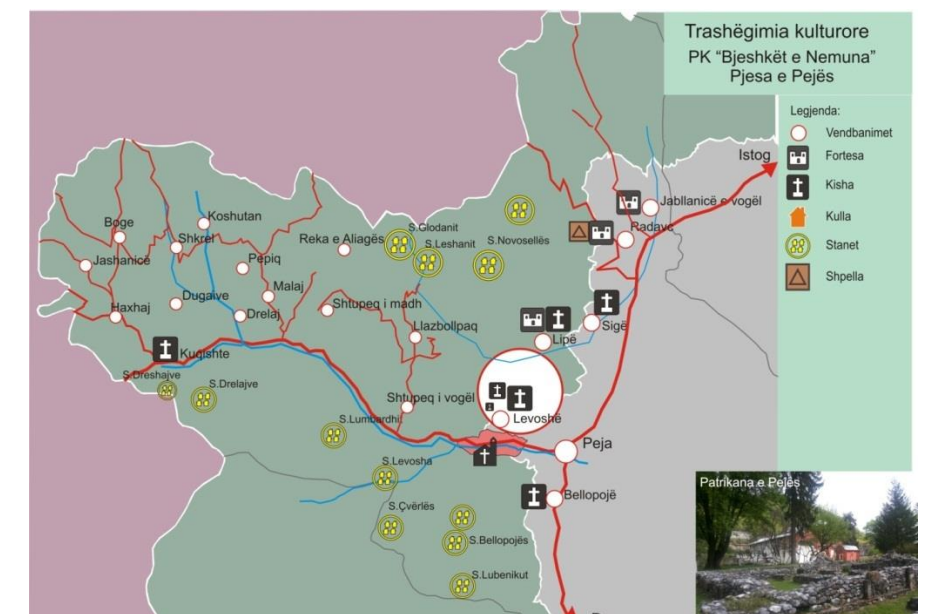 Trashëgimia kulturore
PK “Bjeshkët e Nemuna”
Pjesa e Pejës
Legjenda:
Vendbanimet
Fortesa
Kisha
Kulla
Stanet
Shpella
Istog
Jabllanicë e vogël
Radavc
S.Glodanit
S.Leshanit
S.Novosellës
Reka e Aliagës
Koshutan
Boge
Shkrel
Jashanicë
Pepiq
Malaj
Dugaive
Drelaj
Haxhaj
Shtupeq i madh
Llazbollpaq
Sigë
Lipë
Kuqishte
S.Dreshajve
S.Drelajve
Shtupeq i vogël
Levoshë
S.Lumbardhi
Peja
S.Levosha
Bellopojë
S.Çvërlës
S.Bellopojës
S.Lubenikut
Patrikana e Pejës